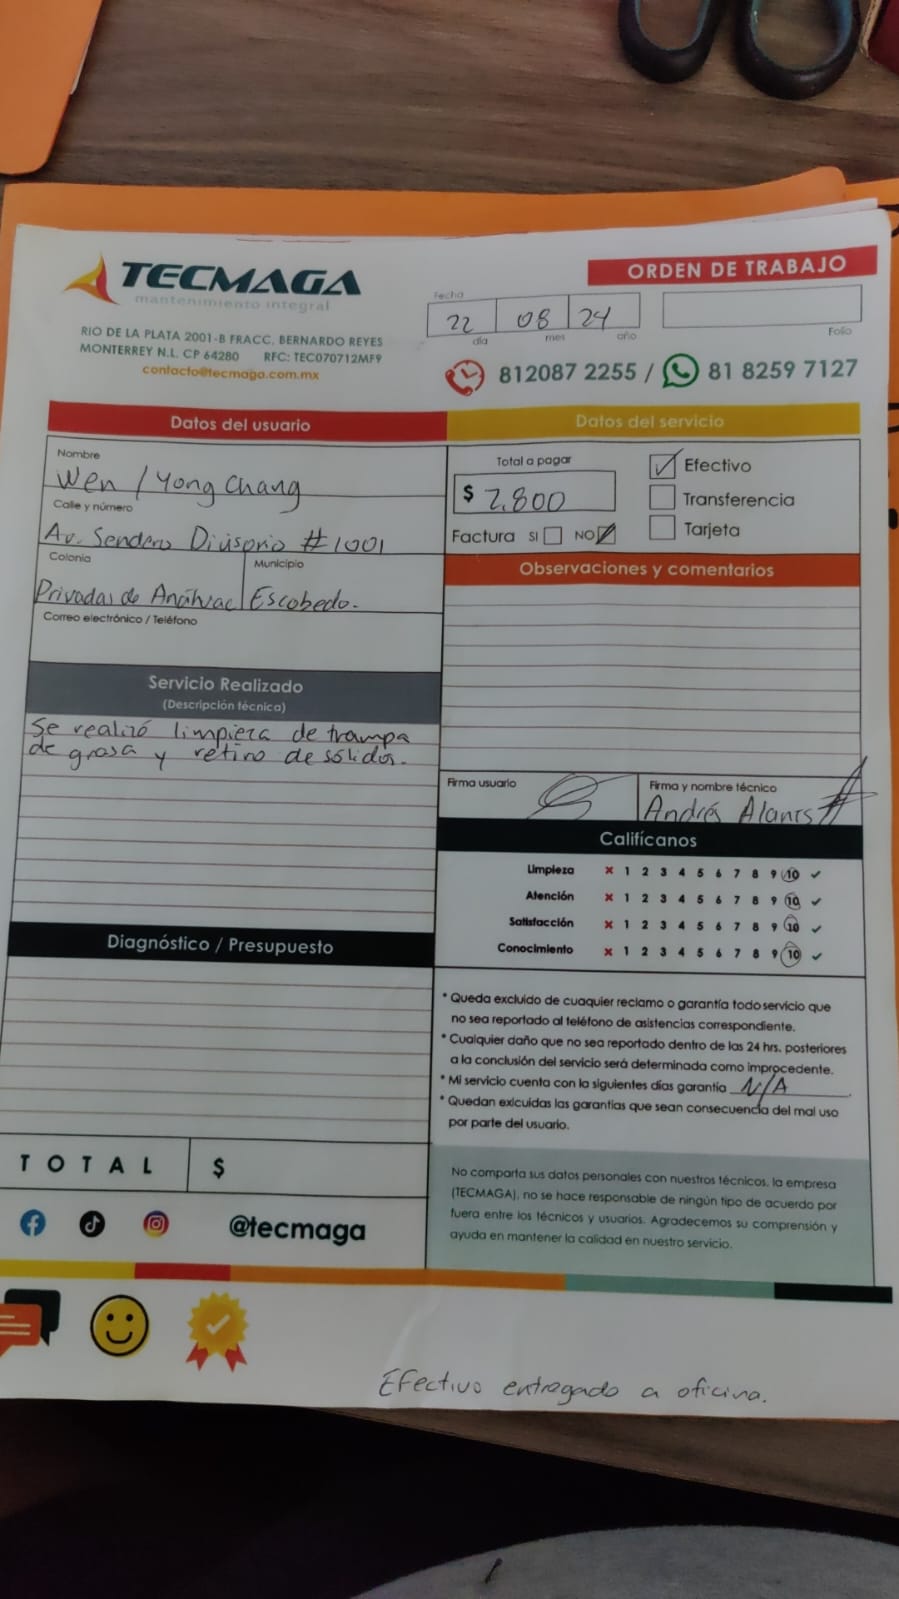 TECMAGA
mantenimiento integral
RIO DE LA PLATA 2001-B FRACC. BERNARDO REYES
MONTERREY N.L. CP 64280 RFC: TEC070712MF9
contacto@tecmaga.com.mx
ORDEN DE TRABAJO
Fecha
22 08 24
día mes año
Folio
812087 2255 / 81 8259 7127
Datos del usuario
Nombre
Wen / Yong Chang
Calle y número
Av. Sendero #1001
Colonia
Privadas de Anáhuac
Municipio
Escobedo.
Correo electrónico / Teléfono
Servicio Realizado
(Descripción técnica)
Se realizó limpieza de trampa
de grasa y retiro de sólidos.
Diagnóstico / Presupuesto
TOTAL $
@tecmaga
Datos del servicio
Total a pagar
$ 2,800
Efectivo
Transferencia
Tarjeta
Factura SI NO
Observaciones y comentarios
Firma usuario
Firma y nombre técnico
Andrés Alanis
Califícanos
Limpieza 1 2 3 4 5 6 7 8 9 10
Atención 1 2 3 4 5 6 7 8 9 10
Satisfacción 1 2 3 4 5 6 7 8 9 10
Conocimiento 1 2 3 4 5 6 7 8 9 10
* Queda excluido de cuaquier reclamo o garantía todo servicio que
no sea reportado al teléfono de asistencias correspondiente.
* Cualquier daño que no sea reportado dentro de las 24 hrs. posteriores
a la conclusión del servicio será determinada como improcedente.
* Mi servicio cuenta con la siguientes días garantía N/A.
* Quedan exlcuidas las garantías que sean consecuencia del mal uso
por parte del usuario.
No comparta sus datos personales con nuestros técnicos, la empresa
(TECMAGA), no se hace responsable de ningún tipo de acuerdo por
fuera entre los técnicos y usuarios. Agradecemos su comprensión y
ayuda en mantener la calidad en nuestro servicio.
Efectivo entregado a oficina.